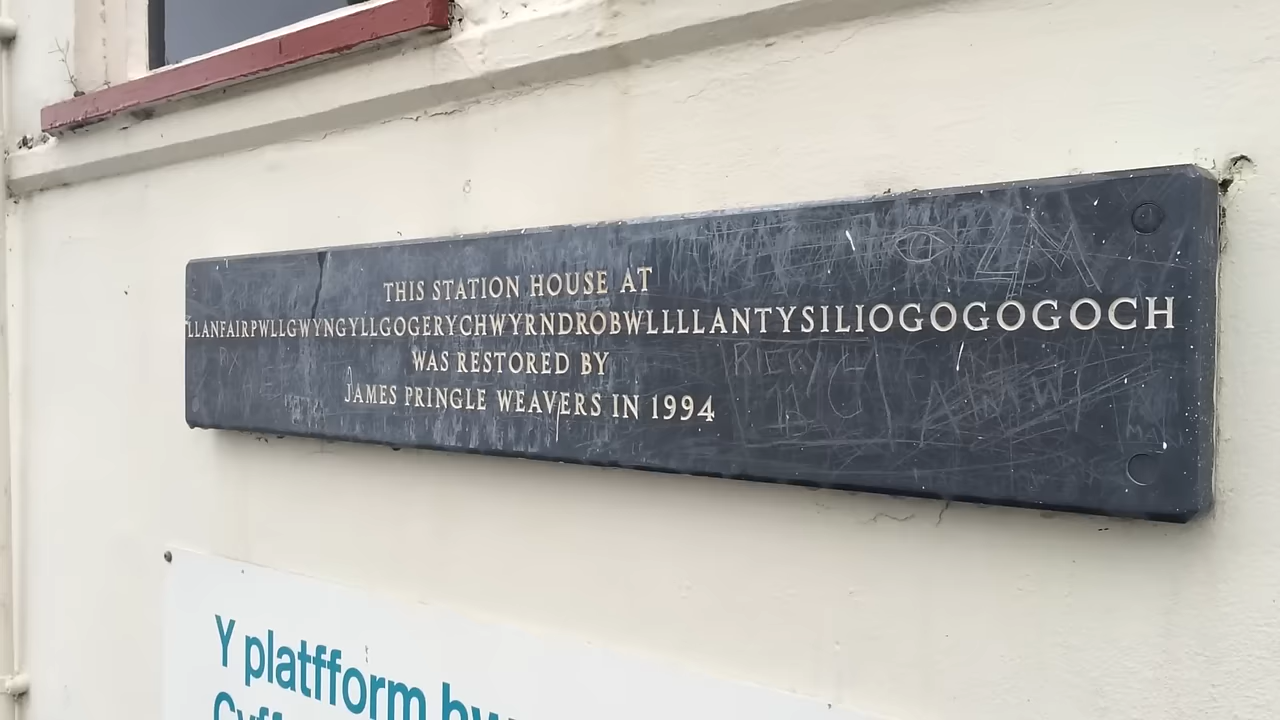 THIS STATION HOUSE AT
LLANFAIRPWLLGWYNGYLLGOGERYCHWYRNDROBWLLLLANTYSILIOGOGOGOCH
WAS RESTORED BY
JAMES PRINGLE WEAVERS IN 1994
Y platfform